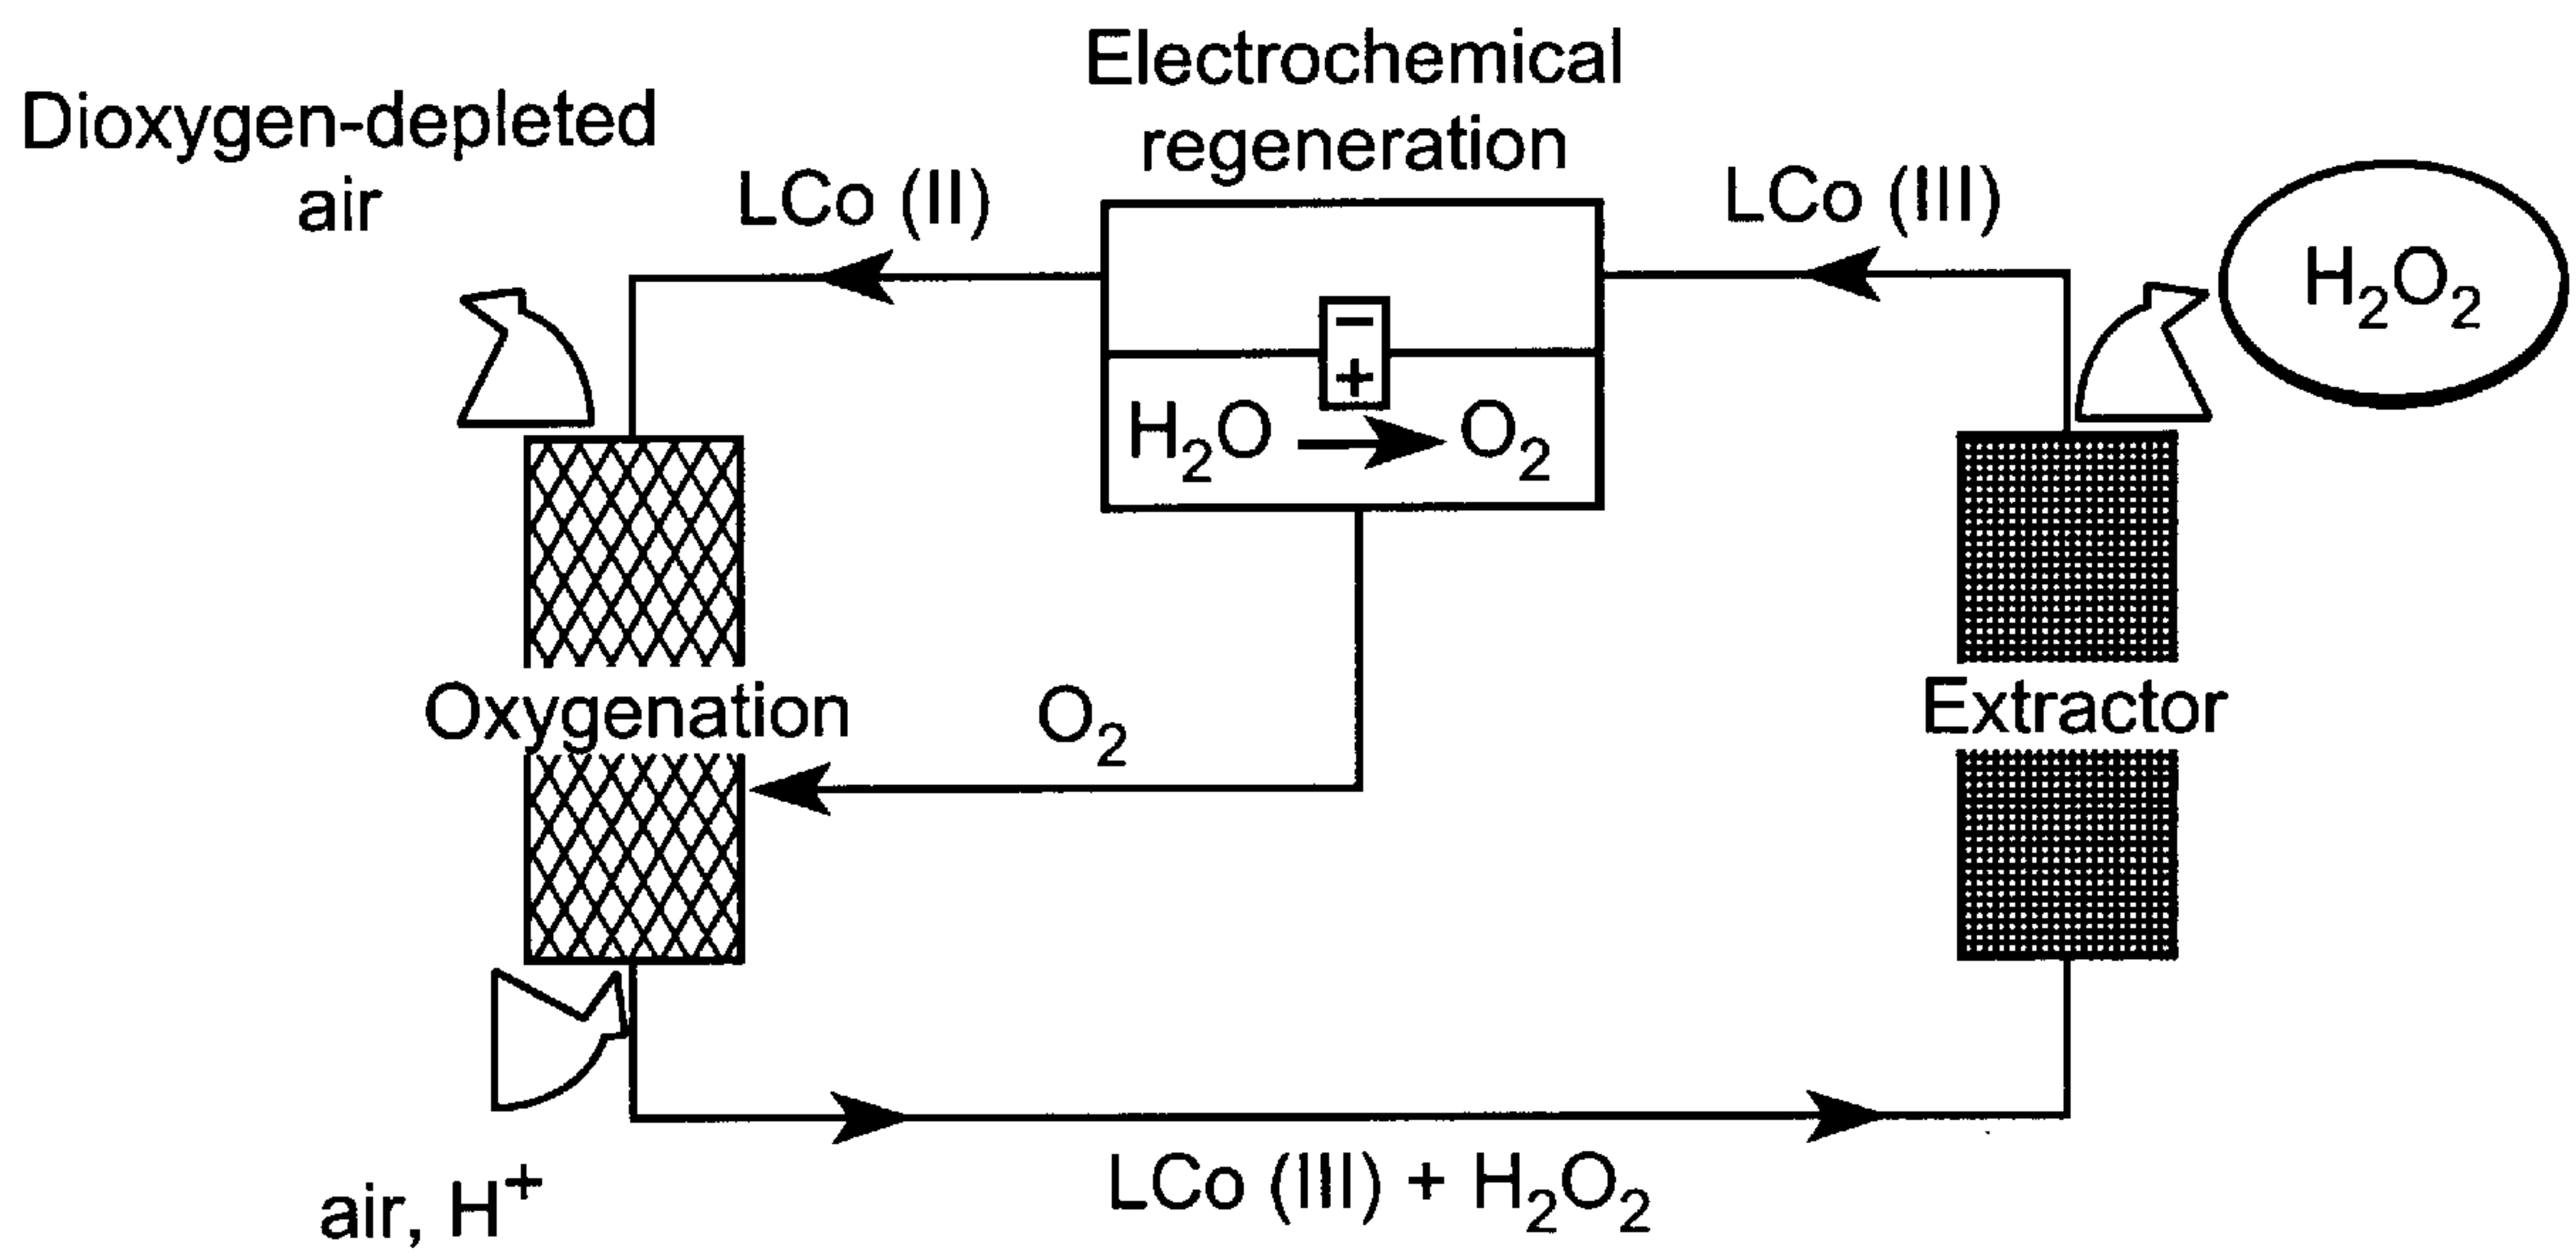 Electrochemical
regeneration
Dioxygen-depleted
air
LCo (II)
LCo (III)
H₂O₂
−
+
H₂O → O₂
Oxygenation
O₂
Extractor
air, H⁺
LCo (III) + H₂O₂